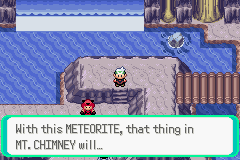 With this METEORITE, that thing in
MT. CHIMNEY will...